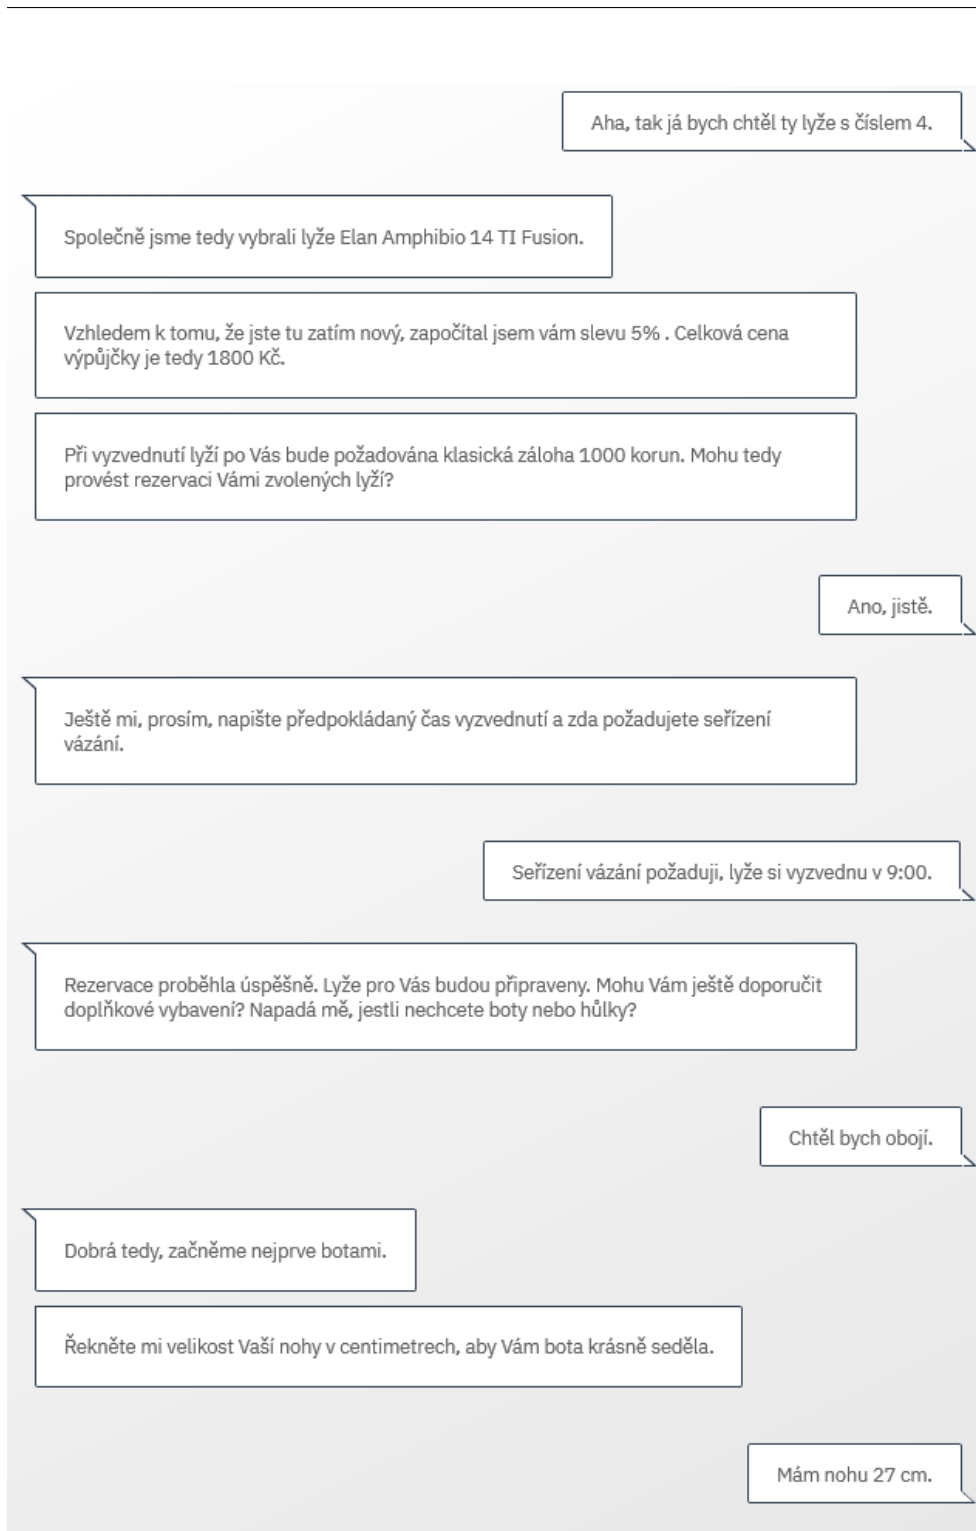 Aha, tak já bych chtěl ty lyže s číslem 4.
Společně jsme tedy vybrali lyže Elan Amphibio 14 TI Fusion.
Vzhledem k tomu, že jste tu zatím nový, započítal jsem vám slevu 5% . Celková cena
výpůjčky je tedy 1800 Kč.
Při vyzvednutí lyží po Vás bude požadována klasická záloha 1000 korun. Mohu tedy
provést rezervaci Vámi zvolených lyží?
Ano, jistě.
Ještě mi, prosím, napište předpokládaný čas vyzvednutí a zda požadujete seřízení
vázání.
Seřízení vázání požaduji, lyže si vyzvednu v 9:00.
Rezervace proběhla úspěšně. Lyže pro Vás budou připraveny. Mohu Vám ještě doporučit
doplňkové vybavení? Napadá mě, jestli nechcete boty nebo hůlky?
Chtěl bych obojí.
Dobrá tedy, začněme nejprve botami.
Řekněte mi velikost Vaší nohy v centimetrech, aby Vám bota krásně seděla.
Mám nohu 27 cm.